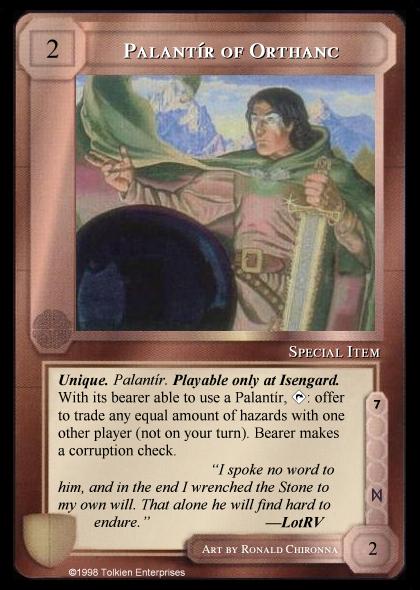 2
PALANTÍR OF ORTHANC
SPECIAL ITEM
Unique. Palantír. Playable only at Isengard.
With its bearer able to use a Palantír, : offer
to trade any equal amount of hazards with one
other player (not on your turn). Bearer makes
a corruption check.
"I spoke no word to
him, and in the end I wrenched the Stone to
my own will. That alone he will find hard to
endure." —LotRV
7
ART BY RONALD CHIRONNA
2
©1998 Tolkien Enterprises